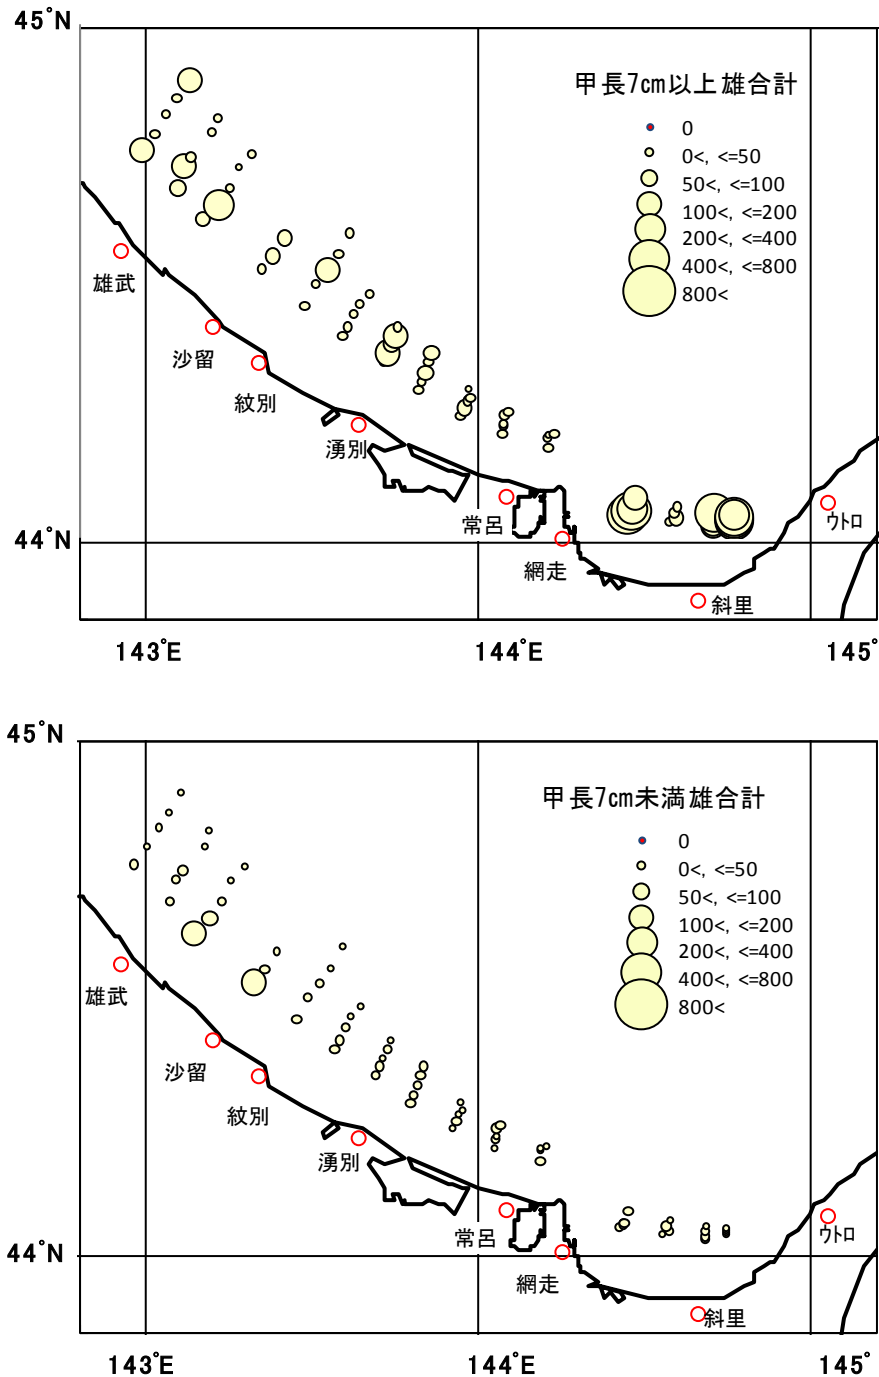 45°N
甲長7cm以上雄合計
0
0<, <=50
50<, <=100
100<, <=200
200<, <=400
400<, <=800
800<
雄武
沙留
紋別
湧別
常呂
網走
斜里
ウトロ
44°N
143°E
144°E
145°
45°N
甲長7cm未満雄合計
0
0<, <=50
50<, <=100
100<, <=200
200<, <=400
400<, <=800
800<
雄武
沙留
紋別
湧別
常呂
網走
斜里
ウトロ
44°N
143°E
144°E
145°